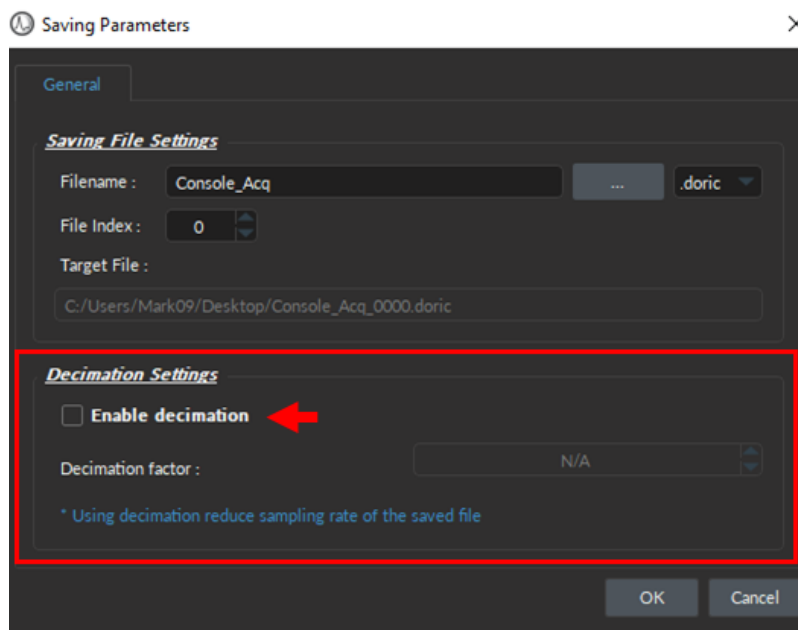 Saving Parameters
General
Saving File Settings
Filename : Console_Acq ... .doric
File Index : 0
Target File :
C:/Users/Mark09/Desktop/Console_Acq_0000.doric
Decimation Settings
Enable decimation
Decimation factor : N/A
* Using decimation reduce sampling rate of the saved file
OK Cancel